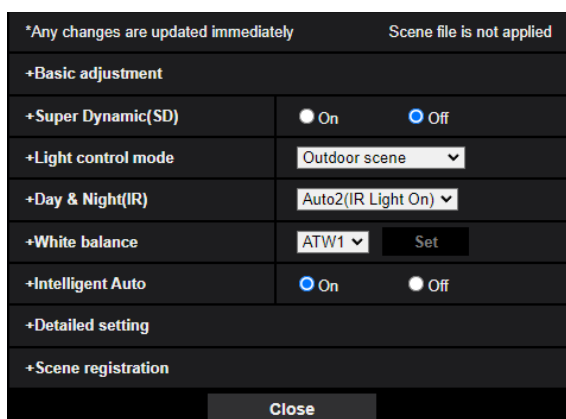 *Any changes are updated immediately Scene file is not applied
+Basic adjustment
+Super Dynamic(SD) On Off
+Light control mode Outdoor scene
+Day & Night(IR) Auto2(IR Light On)
+White balance ATW1 Set
+Intelligent Auto On Off
+Detailed setting
+Scene registration
Close